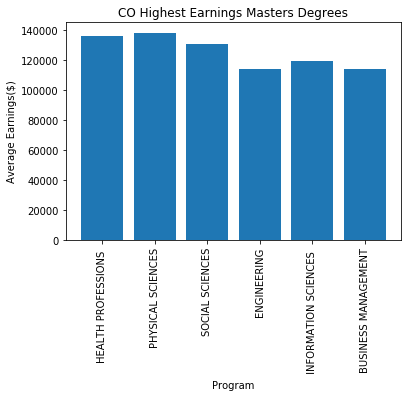 CO Highest Earnings Masters Degrees
Average Earnings($)
140000
120000
100000
80000
60000
40000
20000
0
HEALTH PROFESSIONS
PHYSICAL SCIENCES
SOCIAL SCIENCES
ENGINEERING
INFORMATION SCIENCES
BUSINESS MANAGEMENT
Program